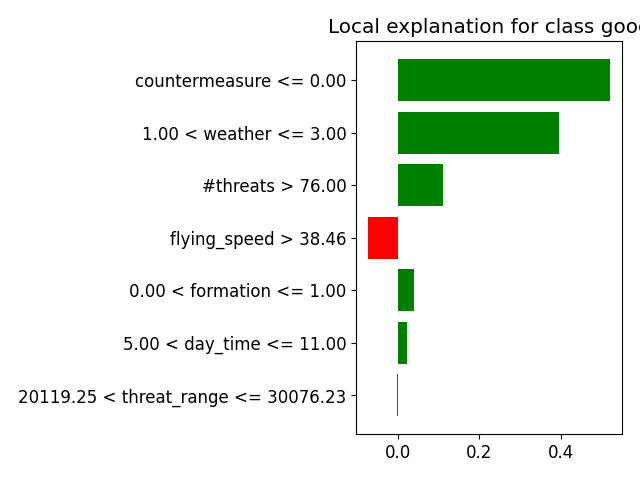 Local explanation for class good
countermeasure <= 0.00
1.00 < weather <= 3.00
#threats > 76.00
flying_speed > 38.46
0.00 < formation <= 1.00
5.00 < day_time <= 11.00
20119.25 < threat_range <= 30076.23
0.0 0.2 0.4